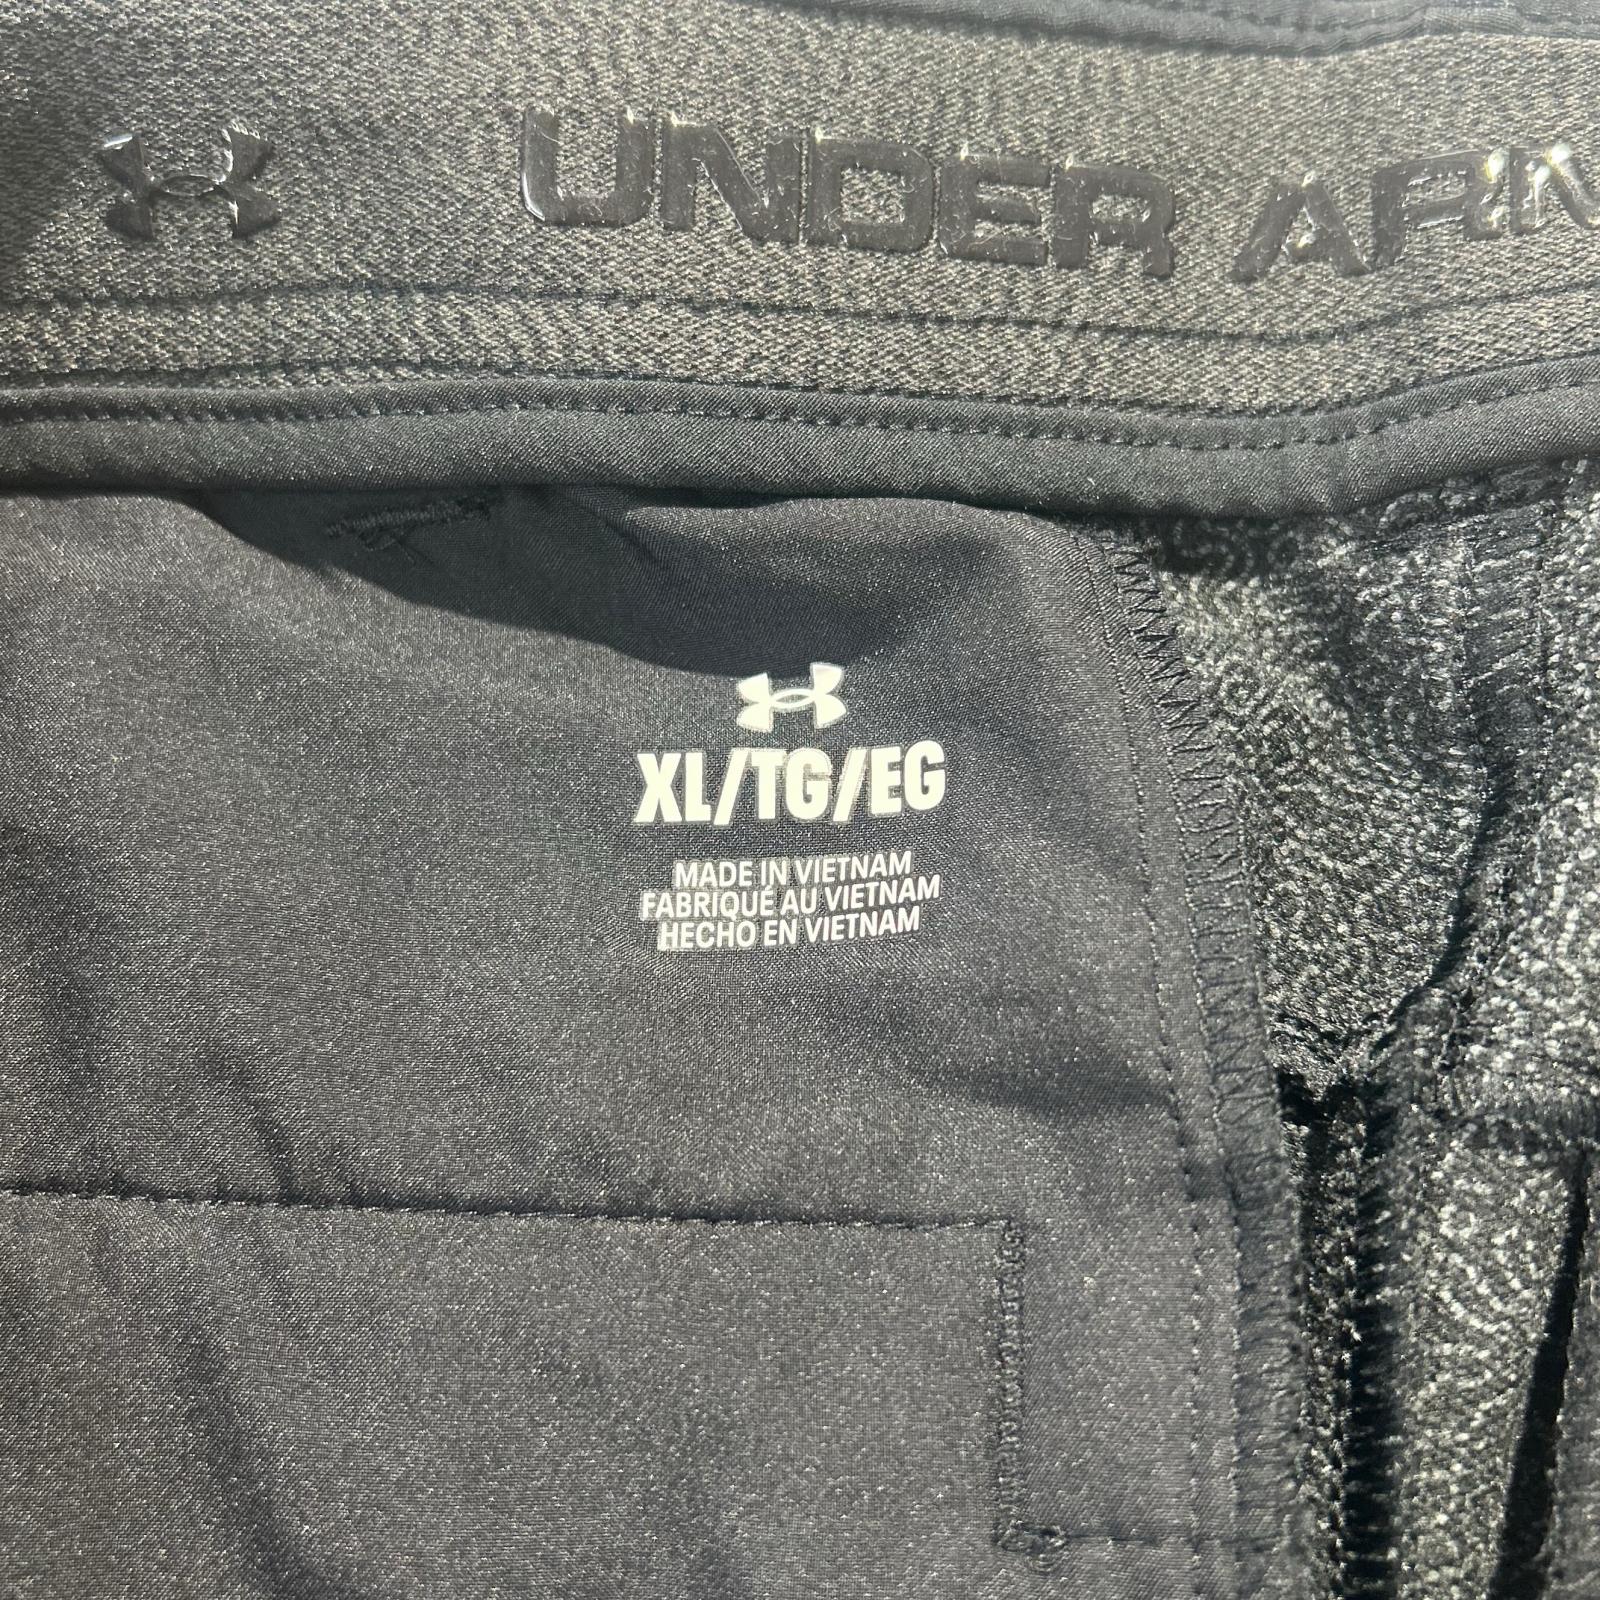 UNDER ARM
XL/TG/EG
MADE IN VIETNAM
FABRIQUÉ AU VIETNAM
HECHO EN VIETNAM